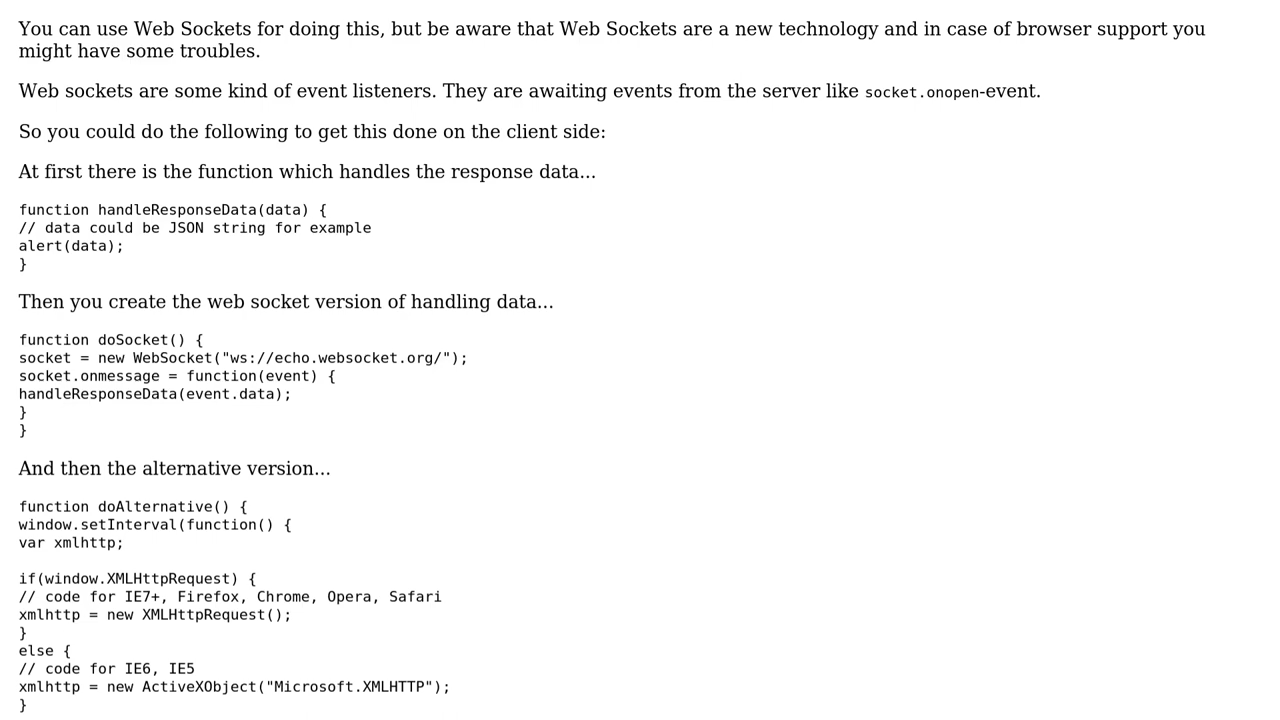 You can use Web Sockets for doing this, but be aware that Web Sockets are a new technology and in case of browser support you
might have some troubles.
Web sockets are some kind of event listeners. They are awaiting events from the server like socket.onopen-event.
So you could do the following to get this done on the client side:
At first there is the function which handles the response data...
function handleResponseData(data) {
// data could be JSON string for example
alert(data);
}
Then you create the web socket version of handling data...
function doSocket() {
socket = new WebSocket("ws://echo.websocket.org/");
socket.onmessage = function(event) {
handleResponseData(event.data);
}
}
And then the alternative version...
function doAlternative() {
window.setInterval(function() {
var xmlhttp;
if(window.XMLHttpRequest) {
// code for IE7+, Firefox, Chrome, Opera, Safari
xmlhttp = new XMLHttpRequest();
}
else {
// code for IE6, IE5
xmlhttp = new ActiveXObject("Microsoft.XMLHTTP");
}